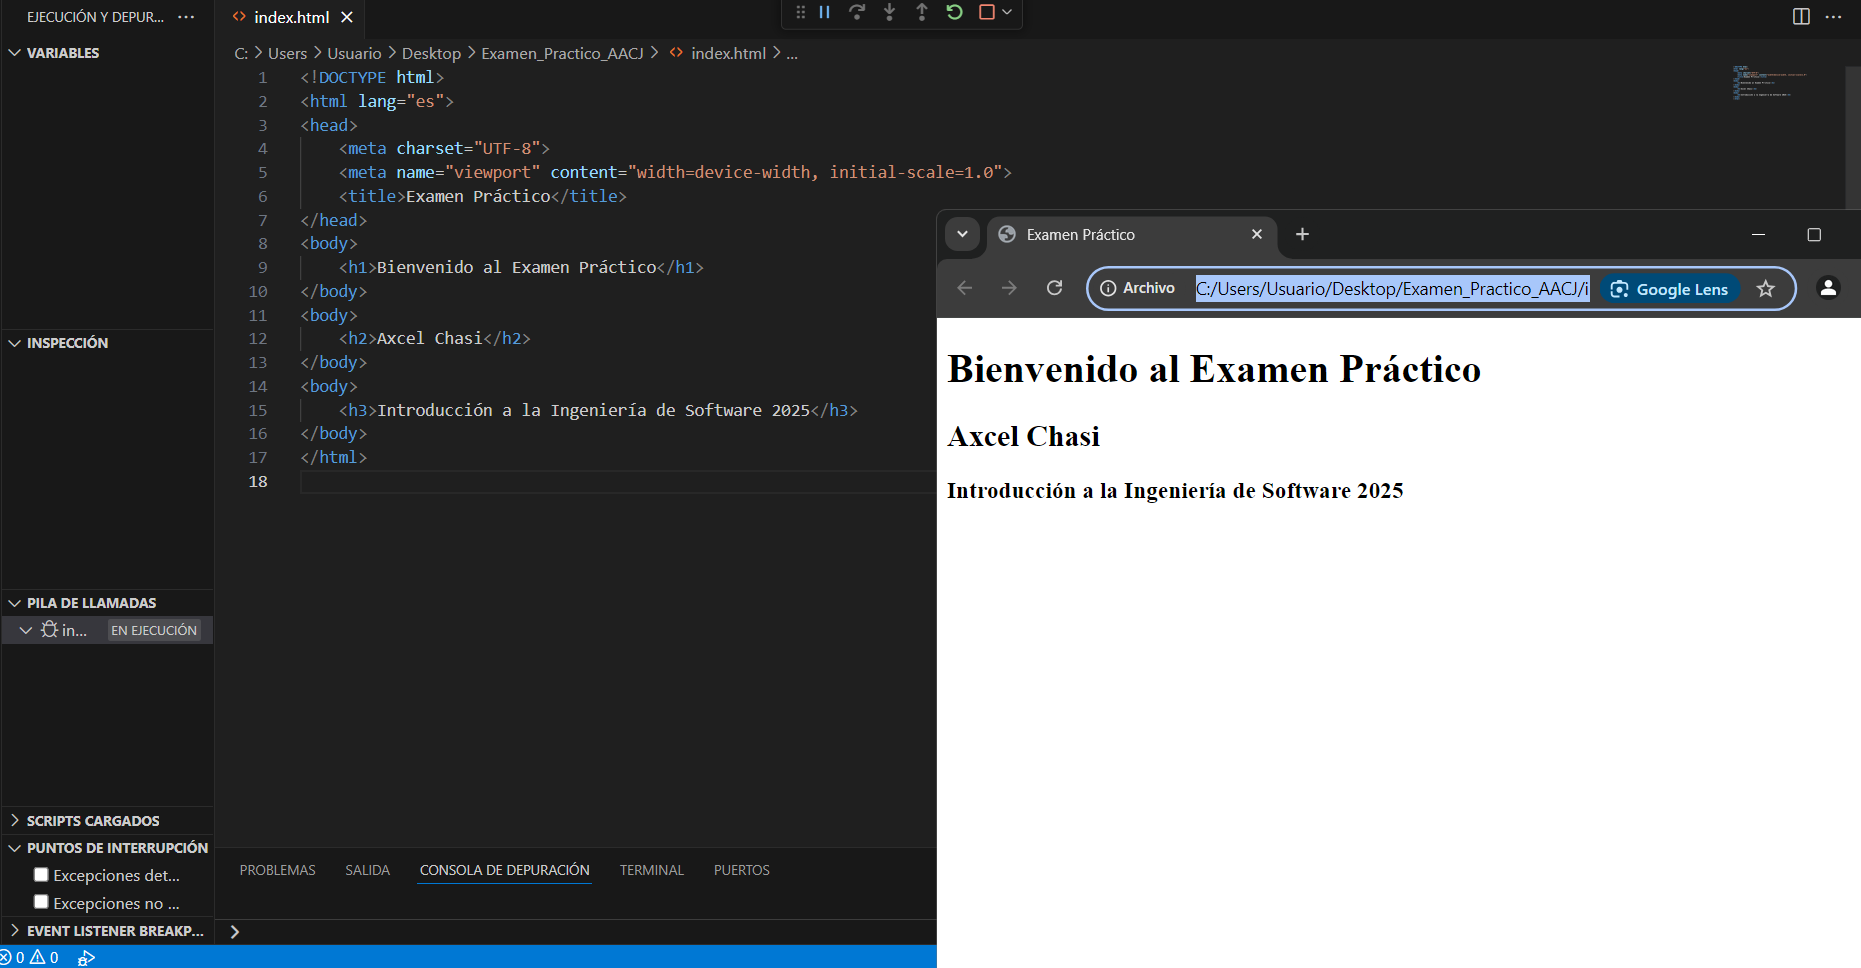 EJECUCIÓN Y DEPUR... ···
VARIABLES
INSPECCIÓN
PILA DE LLAMADAS
in... EN EJECUCIÓN
SCRIPTS CARGADOS
PUNTOS DE INTERRUPCIÓN
Excepciones det...
Excepciones no ...
EVENT LISTENER BREAKP...
0 0
index.html
C: > Users > Usuario > Desktop > Examen_Practico_AACJ > index.html > ...
1 <!DOCTYPE html>
2 <html lang="es">
3 <head>
4 <meta charset="UTF-8">
5 <meta name="viewport" content="width=device-width, initial-scale=1.0">
6 <title>Examen Práctico</title>
7 </head>
8 <body>
9 <h1>Bienvenido al Examen Práctico</h1>
10 </body>
11 <body>
12 <h2>Axcel Chasi</h2>
13 </body>
14 <body>
15 <h3>Introducción a la Ingeniería de Software 2025</h3>
16 </body>
17 </html>
18
PROBLEMAS SALIDA CONSOLA DE DEPURACIÓN TERMINAL PUERTOS
Examen Práctico
Archivo C:/Users/Usuario/Desktop/Examen_Practico_AACJ/i Google Lens
Bienvenido al Examen Práctico
Axcel Chasi
Introducción a la Ingeniería de Software 2025